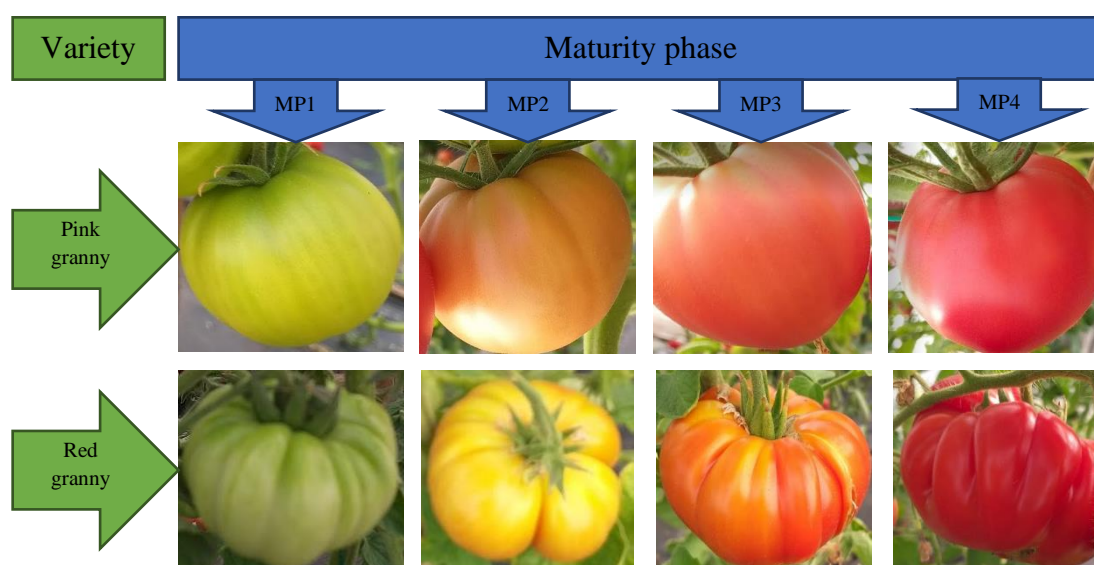 Variety
Maturity phase
MP1
MP2
MP3
MP4
Pink
granny
Red
granny